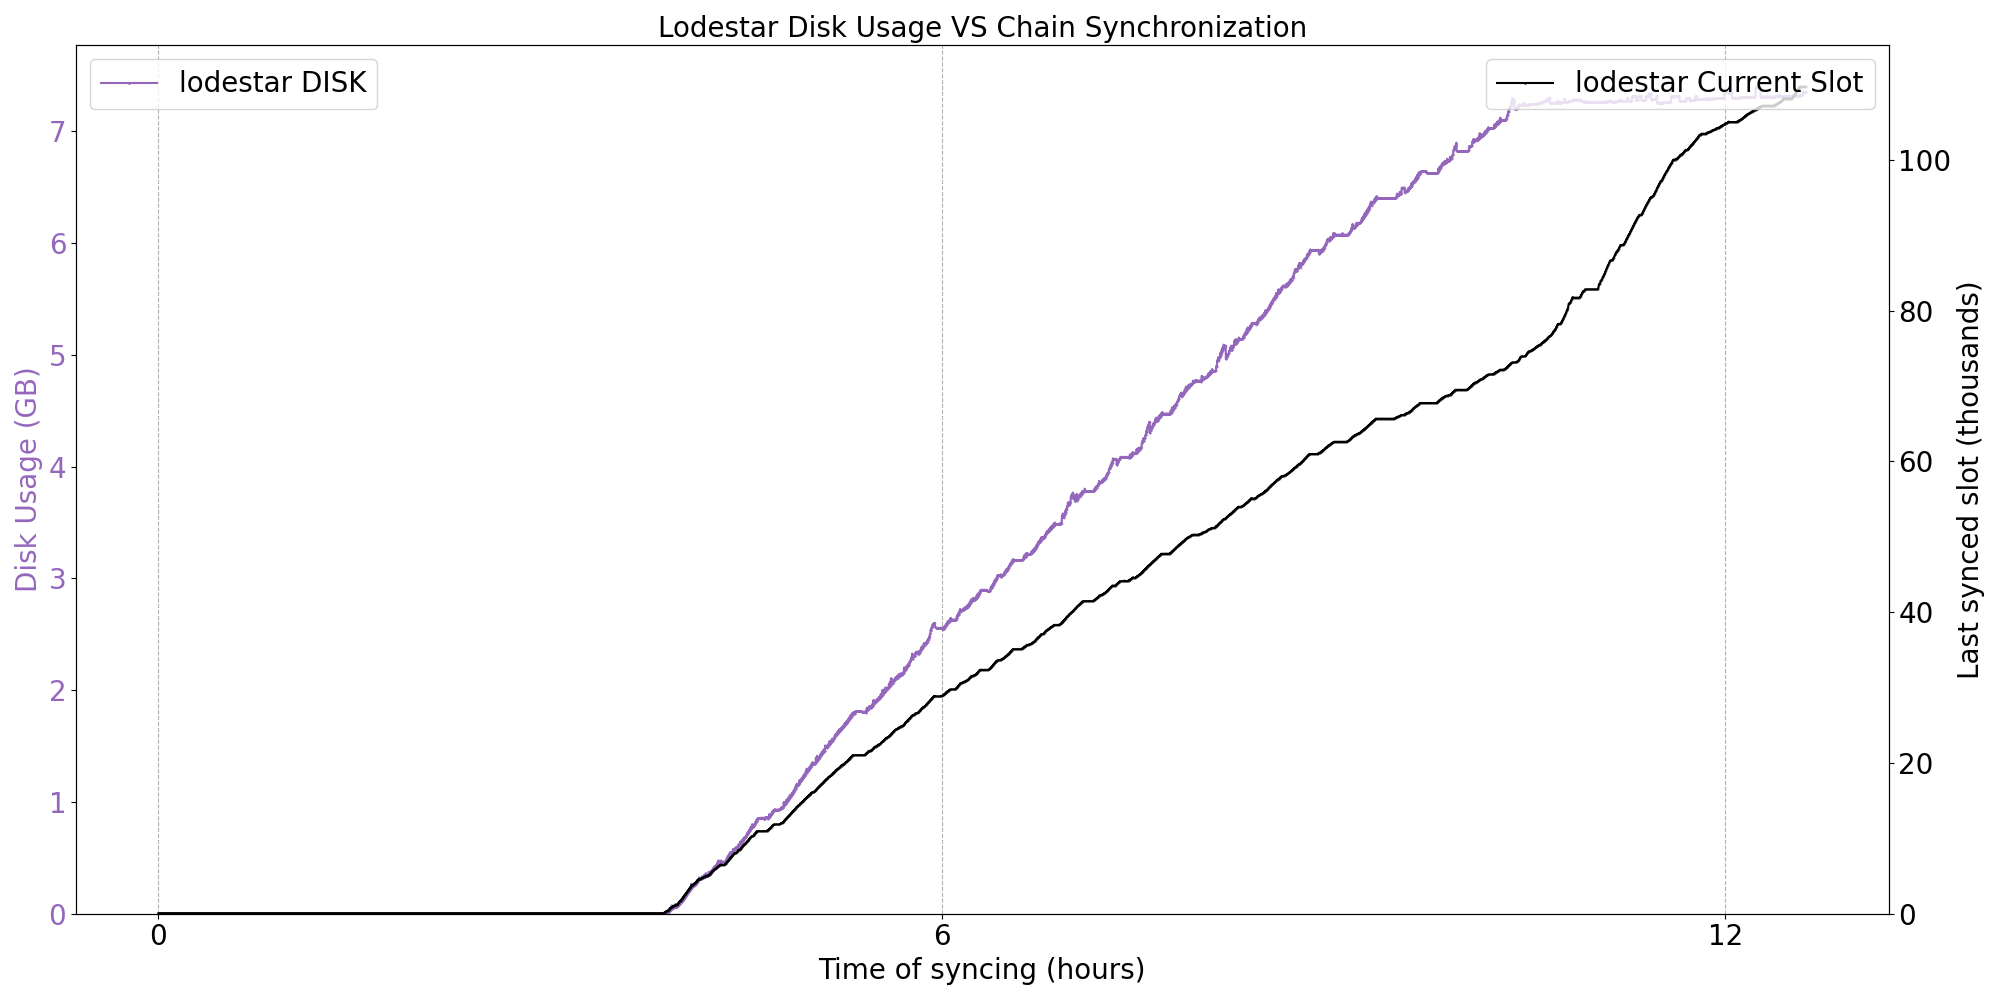 Lodestar Disk Usage VS Chain Synchronization
lodestar DISK
lodestar Current Slot
7
6
5
4
3
2
1
0
Disk Usage (GB)
100
80
60
40
20
0
Last synced slot (thousands)
0 6 12
Time of syncing (hours)